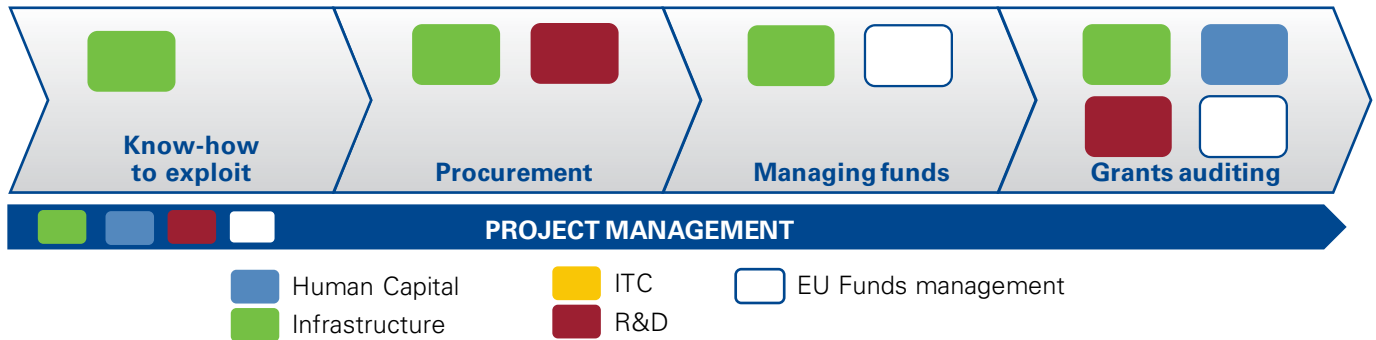 Know-how
to exploit
Procurement
Managing funds
Grants auditing
PROJECT MANAGEMENT
Human Capital
ITC
EU Funds management
Infrastructure
R&D